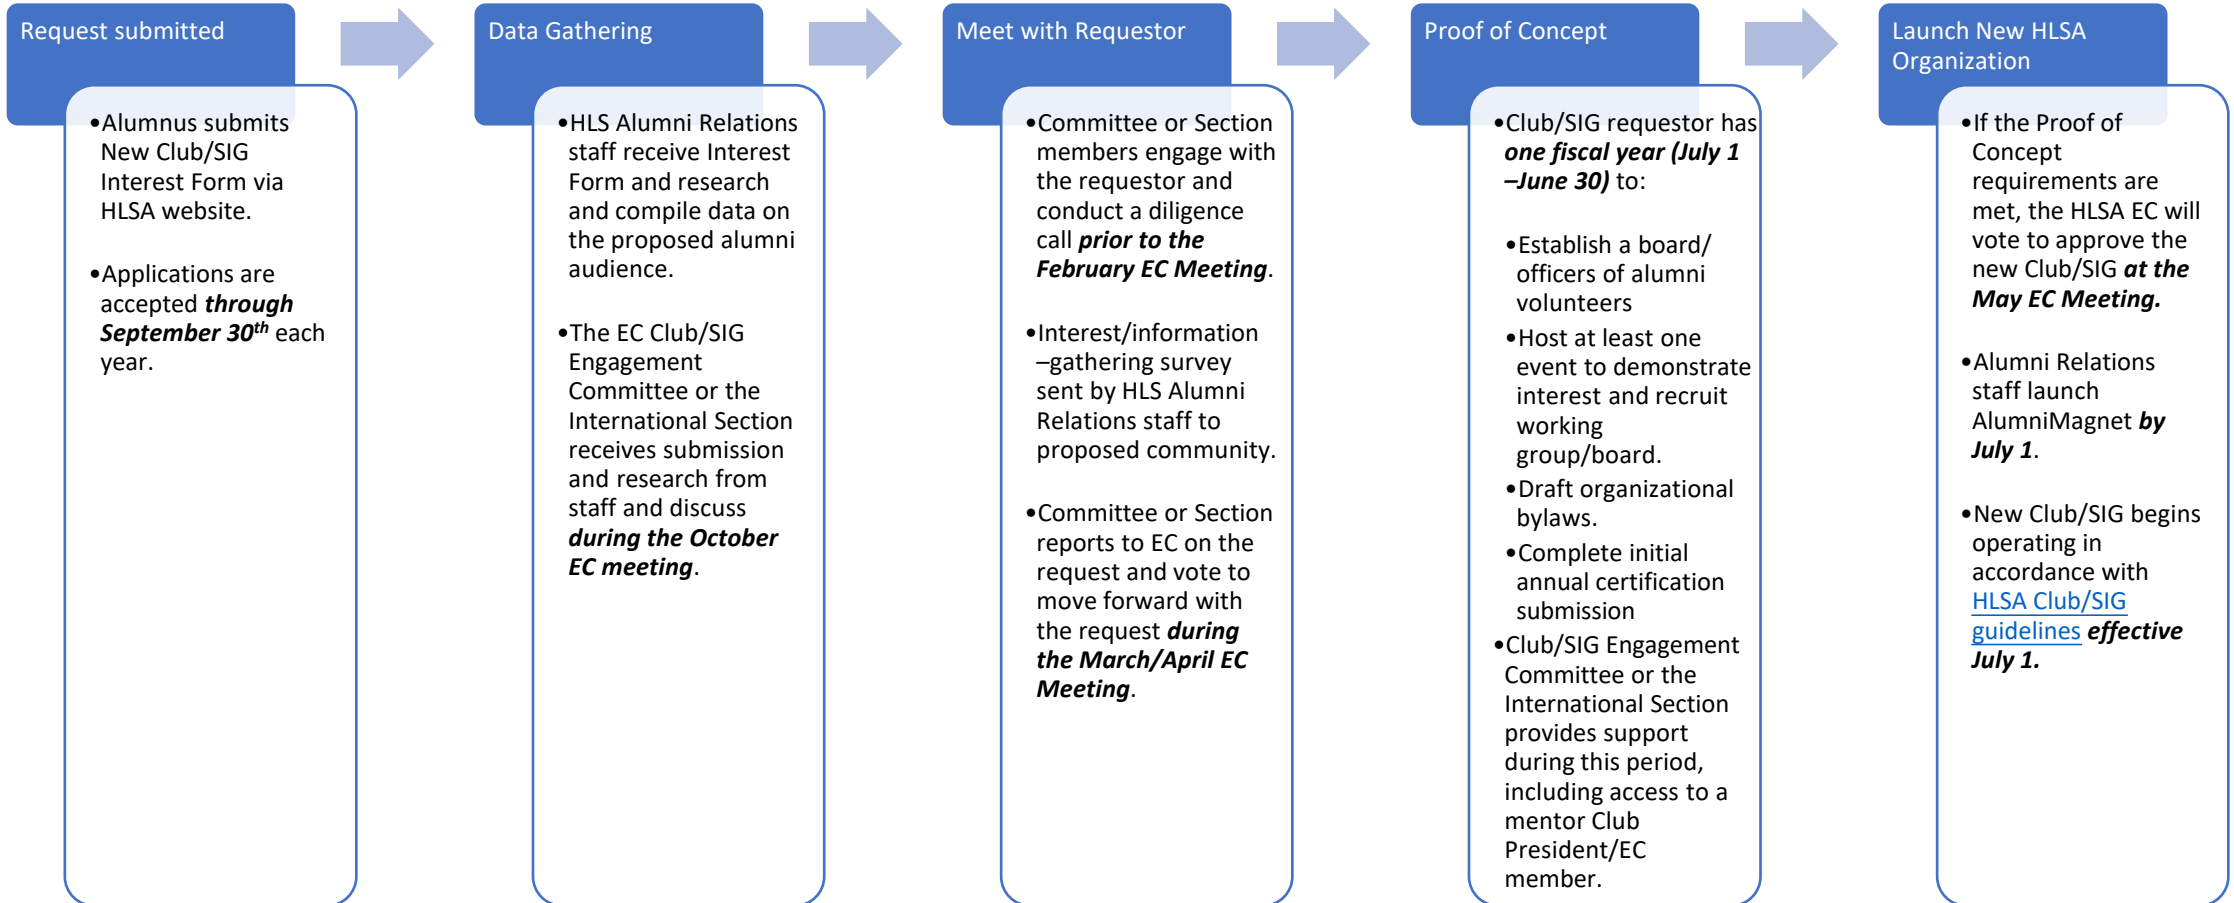 Request submitted
•Alumnus submits
New Club/SIG
Interest Form via
HLSA website.
•Applications are
accepted through
September 30th each
year.
Data Gathering
•HLS Alumni Relations
staff receive Interest
Form and research
and compile data on
the proposed alumni
audience.
•The EC Club/SIG
Engagement
Committee or the
International Section
receives submission
and research from
staff and discuss
during the October
EC meeting.
Meet with Requestor
•Committee or Section
members engage with
the requestor and
conduct a diligence
call prior to the
February EC Meeting.
•Interest/information
–gathering survey
sent by HLS Alumni
Relations staff to
proposed community.
•Committee or Section
reports to EC on the
request and vote to
move forward with
the request during
the March/April EC
Meeting.
Proof of Concept
•Club/SIG requestor has
one fiscal year (July 1
–June 30) to:
•Establish a board/
officers of alumni
volunteers
•Host at least one
event to demonstrate
interest and recruit
working
group/board.
•Draft organizational
bylaws.
•Complete initial
annual certification
submission
•Club/SIG Engagement
Committee or the
International Section
provides support
during this period,
including access to a
mentor Club
President/EC
member.
Launch New HLSA
Organization
•If the Proof of
Concept
requirements are
met, the HLSA EC will
vote to approve the
new Club/SIG at the
May EC Meeting.
•Alumni Relations
staff launch
AlumniMagnet by
July 1.
•New Club/SIG begins
operating in
accordance with
HLSA Club/SIG
guidelines effective
July 1.